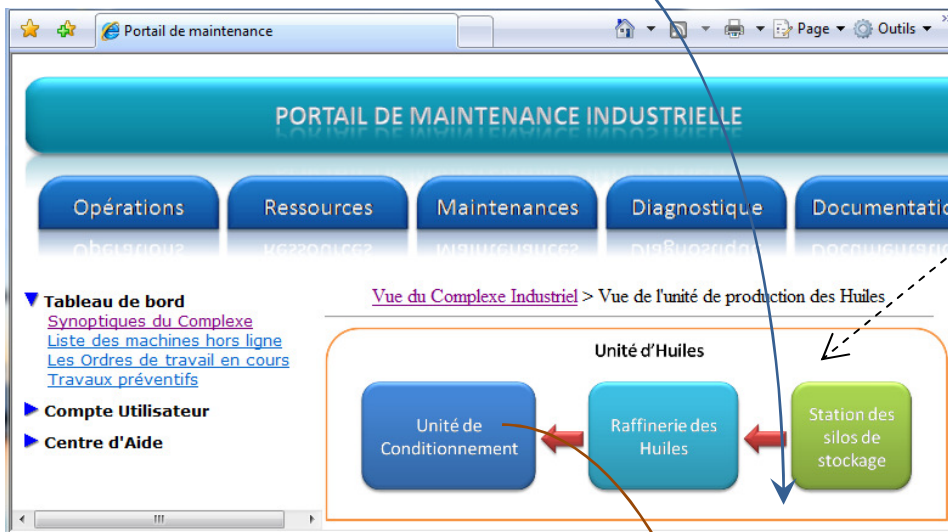 Portail de maintenance
Page
Outils
PORTAIL DE MAINTENANCE INDUSTRIELLE
Opérations
Ressources
Maintenances
Diagnostique
Documentatio
Tableau de bord
Synoptiques du Complexe
Liste des machines hors ligne
Les Ordres de travail en cours
Travaux préventifs
Compte Utilisateur
Centre d'Aide
Vue du Complexe Industriel > Vue de l'unité de production des Huiles
Unité d'Huiles
Unité de
Conditionnement
Raffinerie des
Huiles
Station des
silos de
stockage